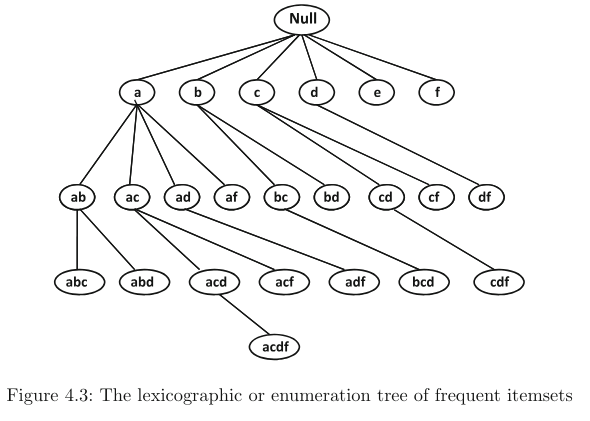 Null
a b c d e f
ab ac ad af bc bd cd cf df
abc abd acd acf adf bcd cdf
acdf
Figure 4.3: The lexicographic or enumeration tree of frequent itemsets